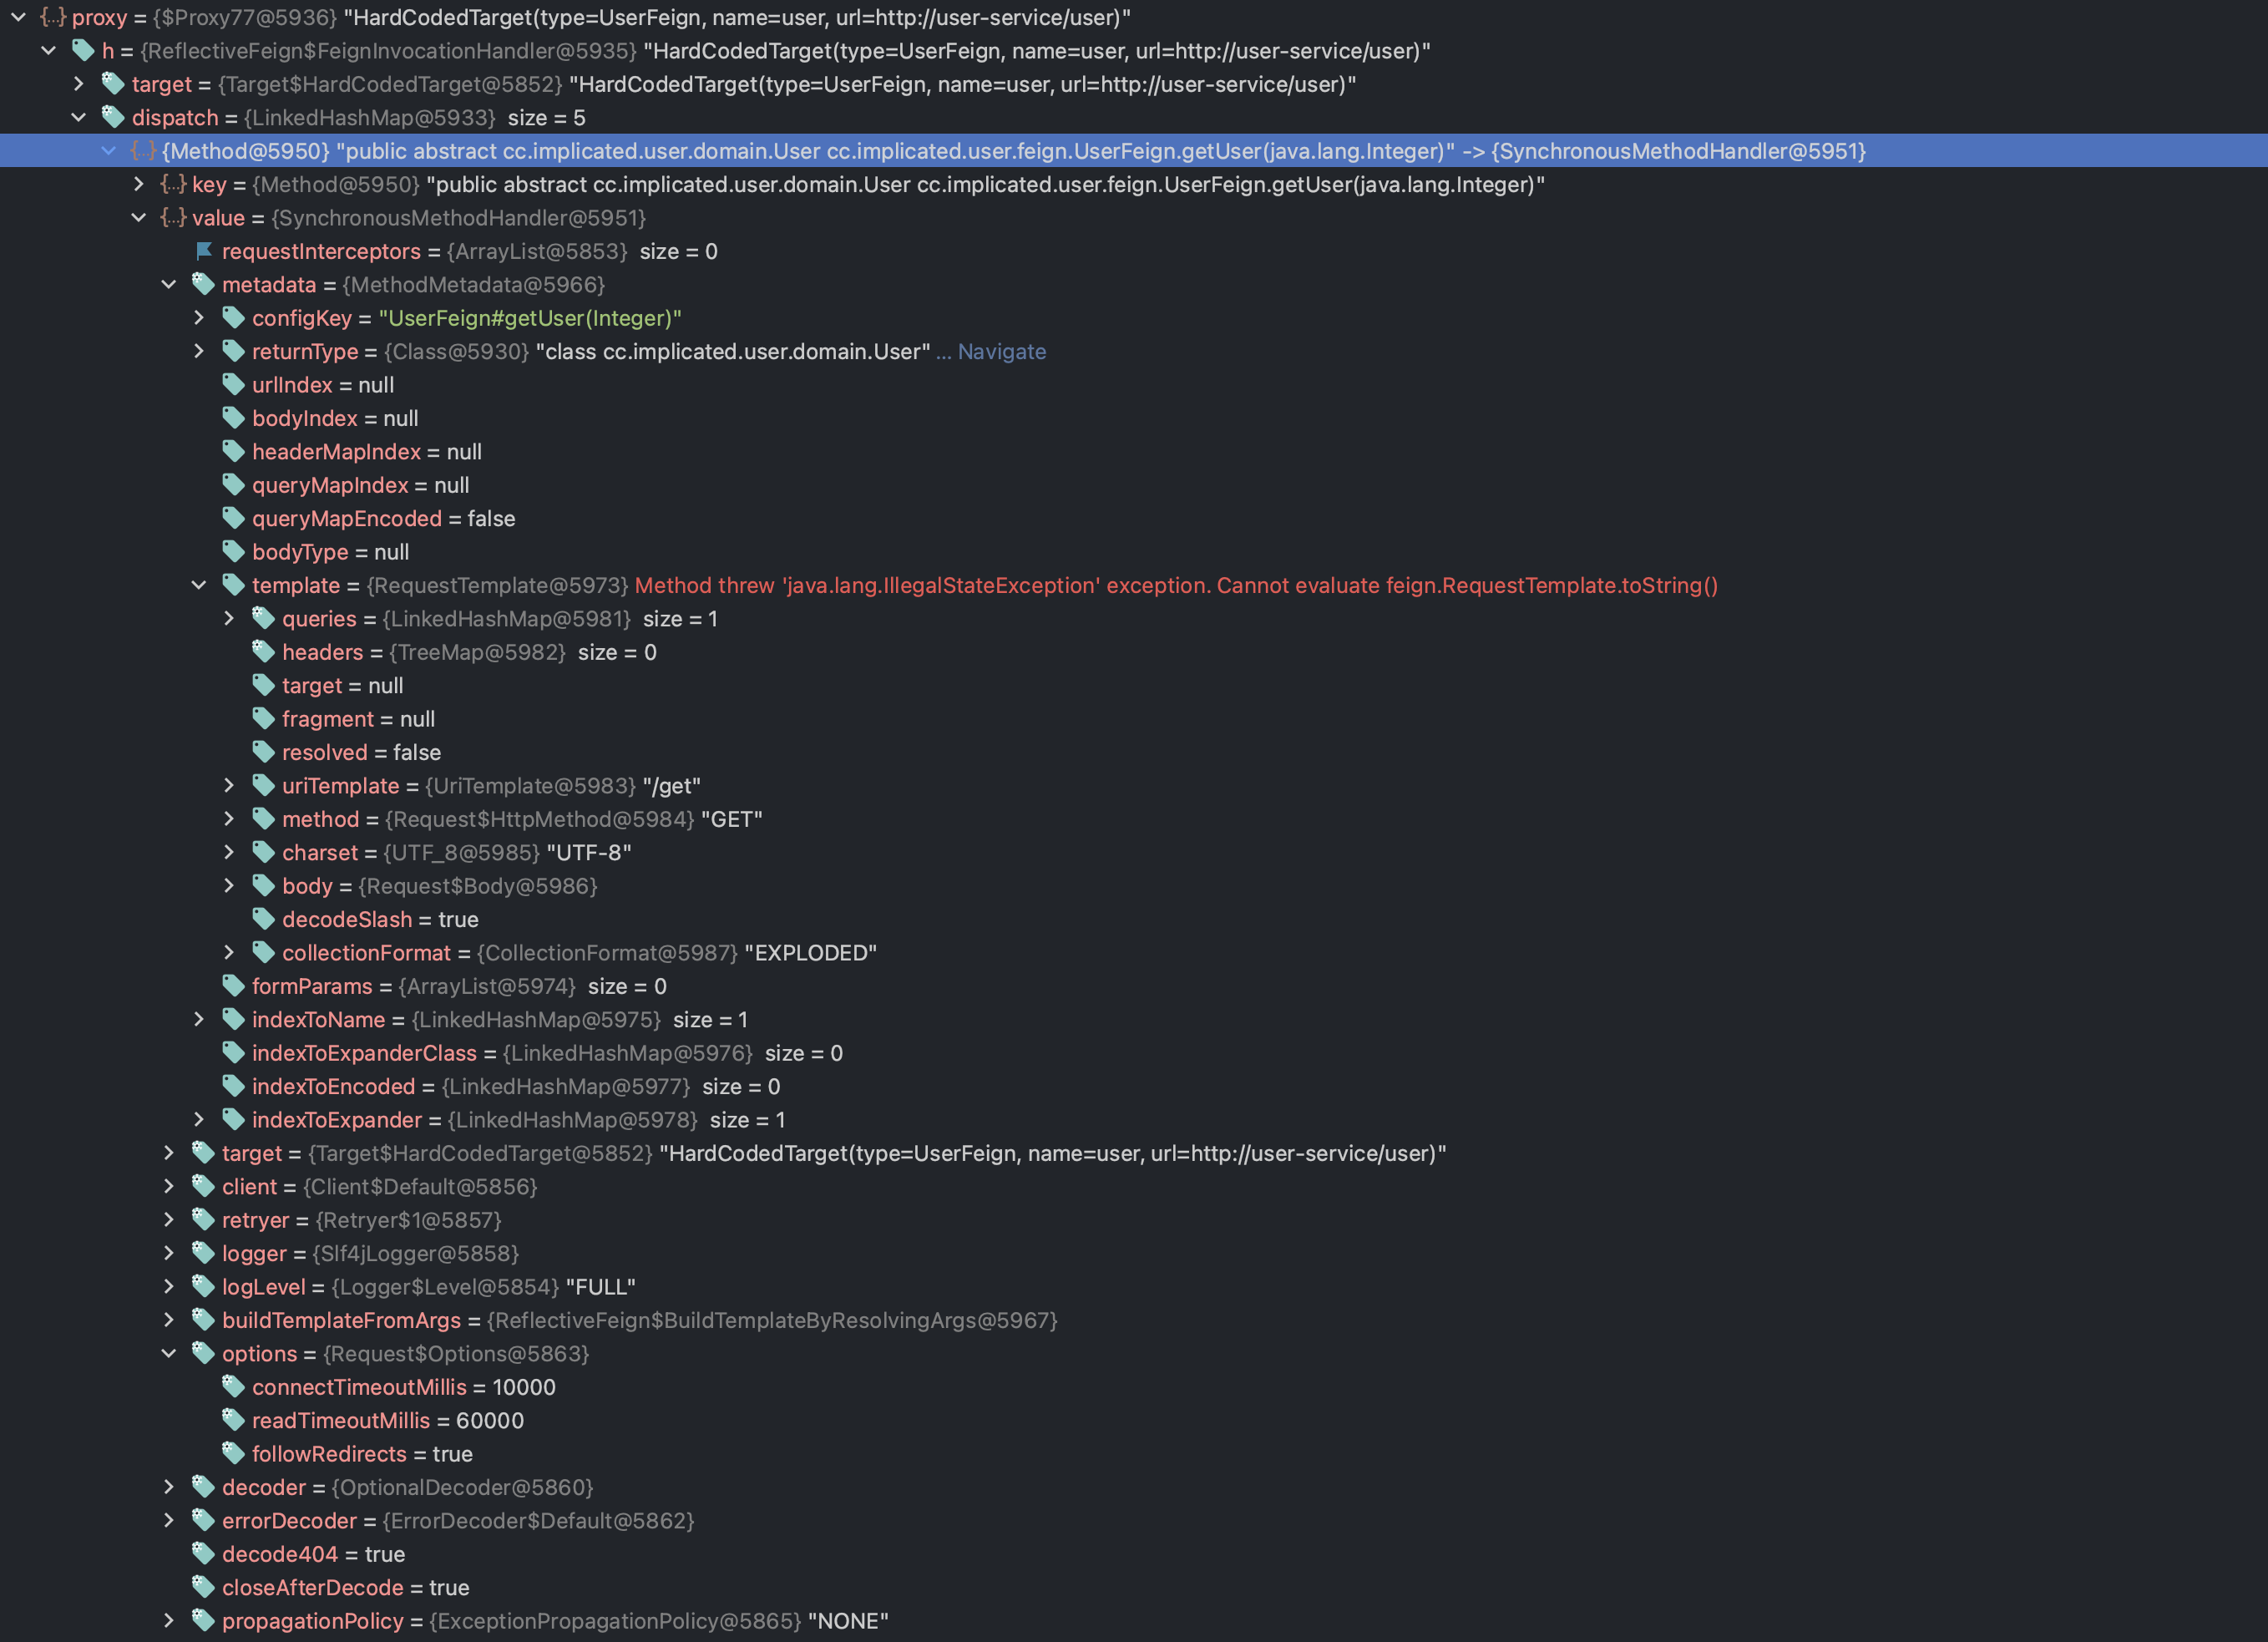 proxy = {$Proxy77@5936} "HardCodedTarget(type=UserFeign, name=user, url=http://user-service/user)"
h = {ReflectiveFeign$FeignInvocationHandler@5935} "HardCodedTarget(type=UserFeign, name=user, url=http://user-service/user)"
target = {Target$HardCodedTarget@5852} "HardCodedTarget(type=UserFeign, name=user, url=http://user-service/user)"
dispatch = {LinkedHashMap@5933} size = 5
{Method@5950} "public abstract cc.implicated.user.domain.User cc.implicated.user.feign.UserFeign.getUser(java.lang.Integer)" -> {SynchronousMethodHandler@5951}
key = {Method@5950} "public abstract cc.implicated.user.domain.User cc.implicated.user.feign.UserFeign.getUser(java.lang.Integer)"
value = {SynchronousMethodHandler@5951}
requestInterceptors = {ArrayList@5853} size = 0
metadata = {MethodMetadata@5966}
configKey = "UserFeign#getUser(Integer)"
returnType = {Class@5930} "class cc.implicated.user.domain.User" ... Navigate
urlIndex = null
bodyIndex = null
headerMapIndex = null
queryMapIndex = null
queryMapEncoded = false
bodyType = null
template = {RequestTemplate@5973} Method threw 'java.lang.IllegalStateException' exception. Cannot evaluate feign.RequestTemplate.toString()
queries = {LinkedHashMap@5981} size = 1
headers = {TreeMap@5982} size = 0
target = null
fragment = null
resolved = false
uriTemplate = {UriTemplate@5983} "/get"
method = {Request$HttpMethod@5984} "GET"
charset = {UTF_8@5985} "UTF-8"
body = {Request$Body@5986}
decodeSlash = true
collectionFormat = {CollectionFormat@5987} "EXPLODED"
formParams = {ArrayList@5974} size = 0
indexToName = {LinkedHashMap@5975} size = 1
indexToExpanderClass = {LinkedHashMap@5976} size = 0
indexToEncoded = {LinkedHashMap@5977} size = 0
indexToExpander = {LinkedHashMap@5978} size = 1
target = {Target$HardCodedTarget@5852} "HardCodedTarget(type=UserFeign, name=user, url=http://user-service/user)"
client = {Client$Default@5856}
retryer = {Retryer$1@5857}
logger = {Slf4jLogger@5858}
logLevel = {Logger$Level@5854} "FULL"
buildTemplateFromArgs = {ReflectiveFeign$BuildTemplateByResolvingArgs@5967}
options = {Request$Options@5863}
connectTimeoutMillis = 10000
readTimeoutMillis = 60000
followRedirects = true
decoder = {OptionalDecoder@5860}
errorDecoder = {ErrorDecoder$Default@5862}
decode404 = true
closeAfterDecode = true
propagationPolicy = {ExceptionPropagationPolicy@5865} "NONE"